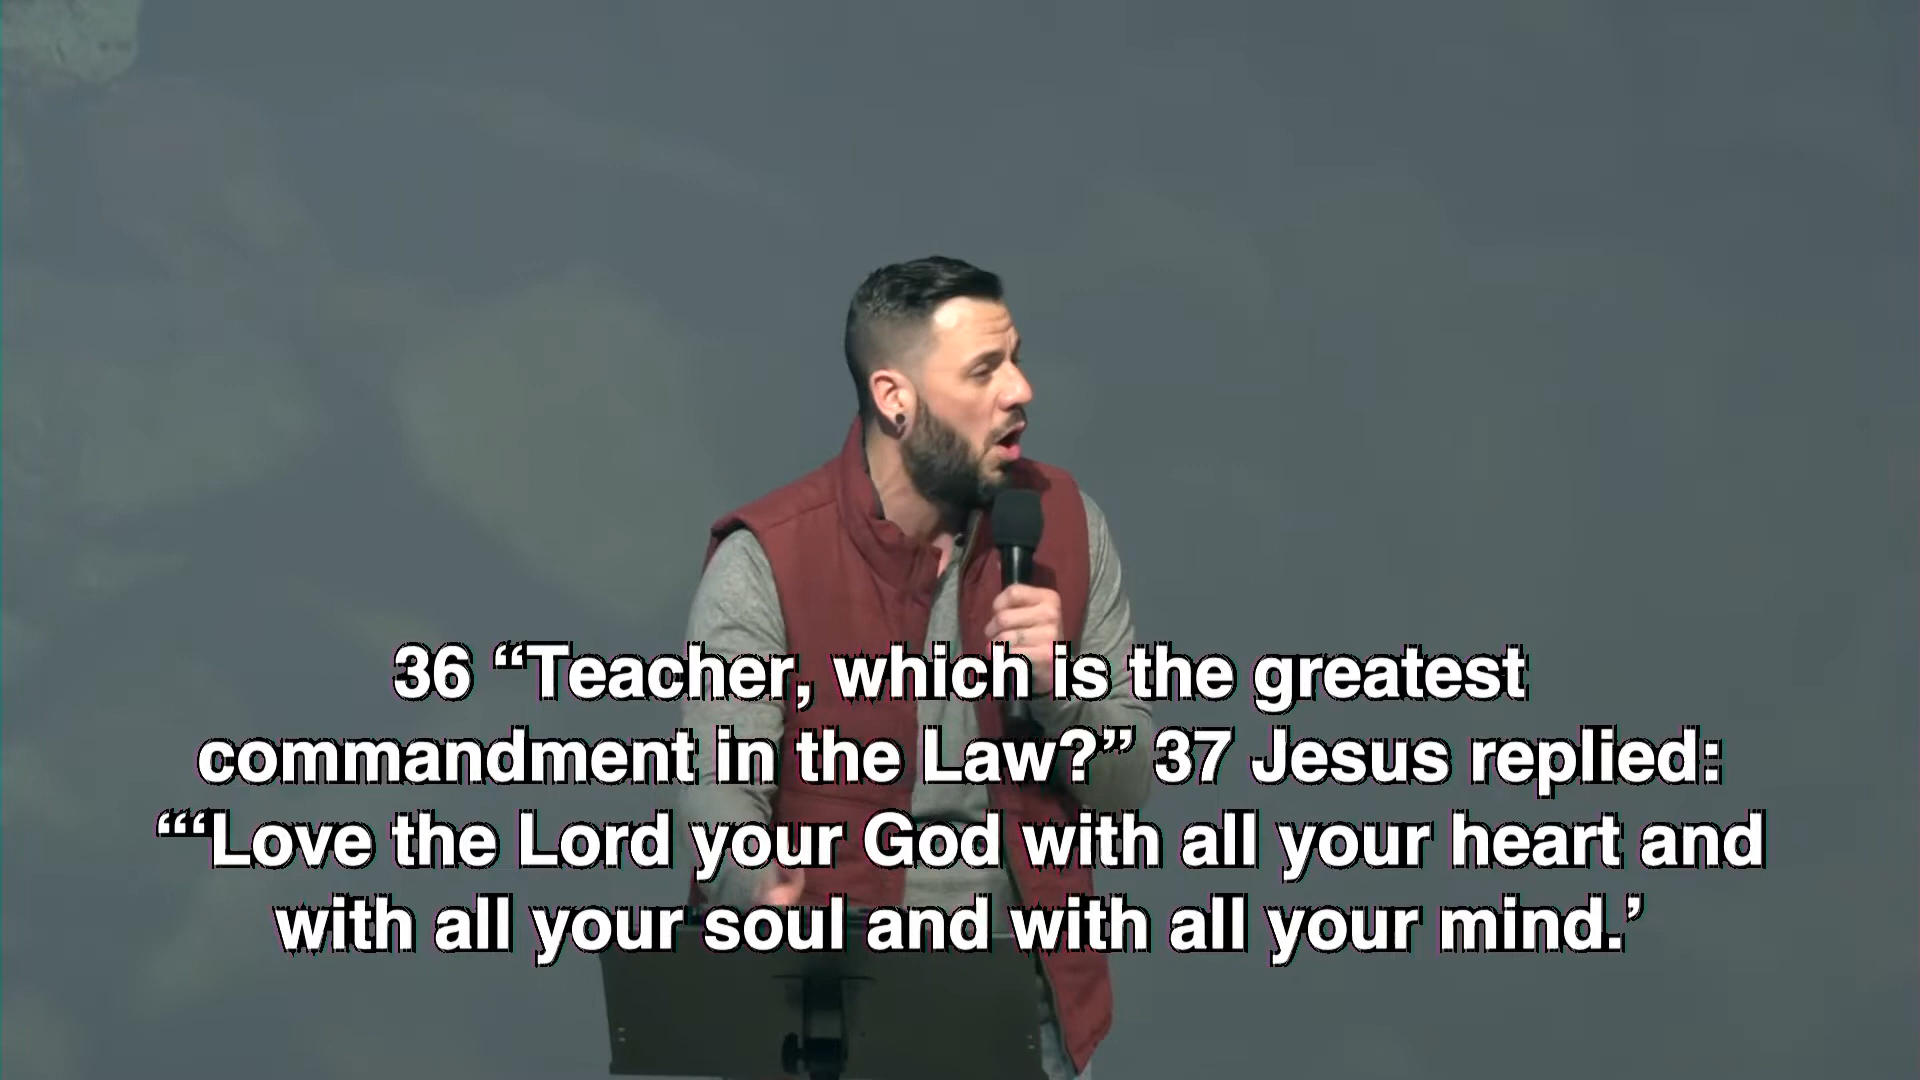 36 “Teacher, which is the greatest
commandment in the Law?” 37 Jesus replied:
“‘Love the Lord your God with all your heart and
with all your soul and with all your mind.’